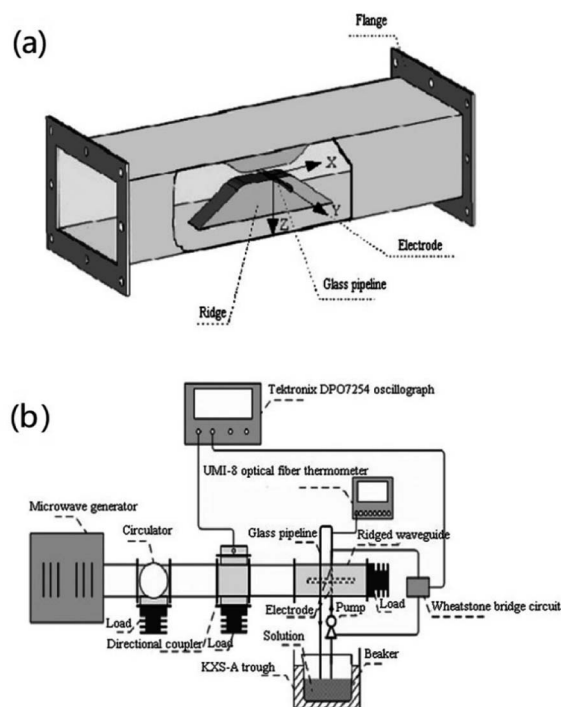 (a)
Flange
X
Y
Z
Electrode
Glass pipeline
Ridge
(b)
Tektronix DPO7254 oscillograph
UMI-8 optical fiber thermometer
Microwave generator
Circulator
Glass pipeline
Ridged waveguide
Load
Directional coupler
Load
Electrode
Pump
Load
Wheatstone bridge circuit
Solution
Beaker
KXS-A trough